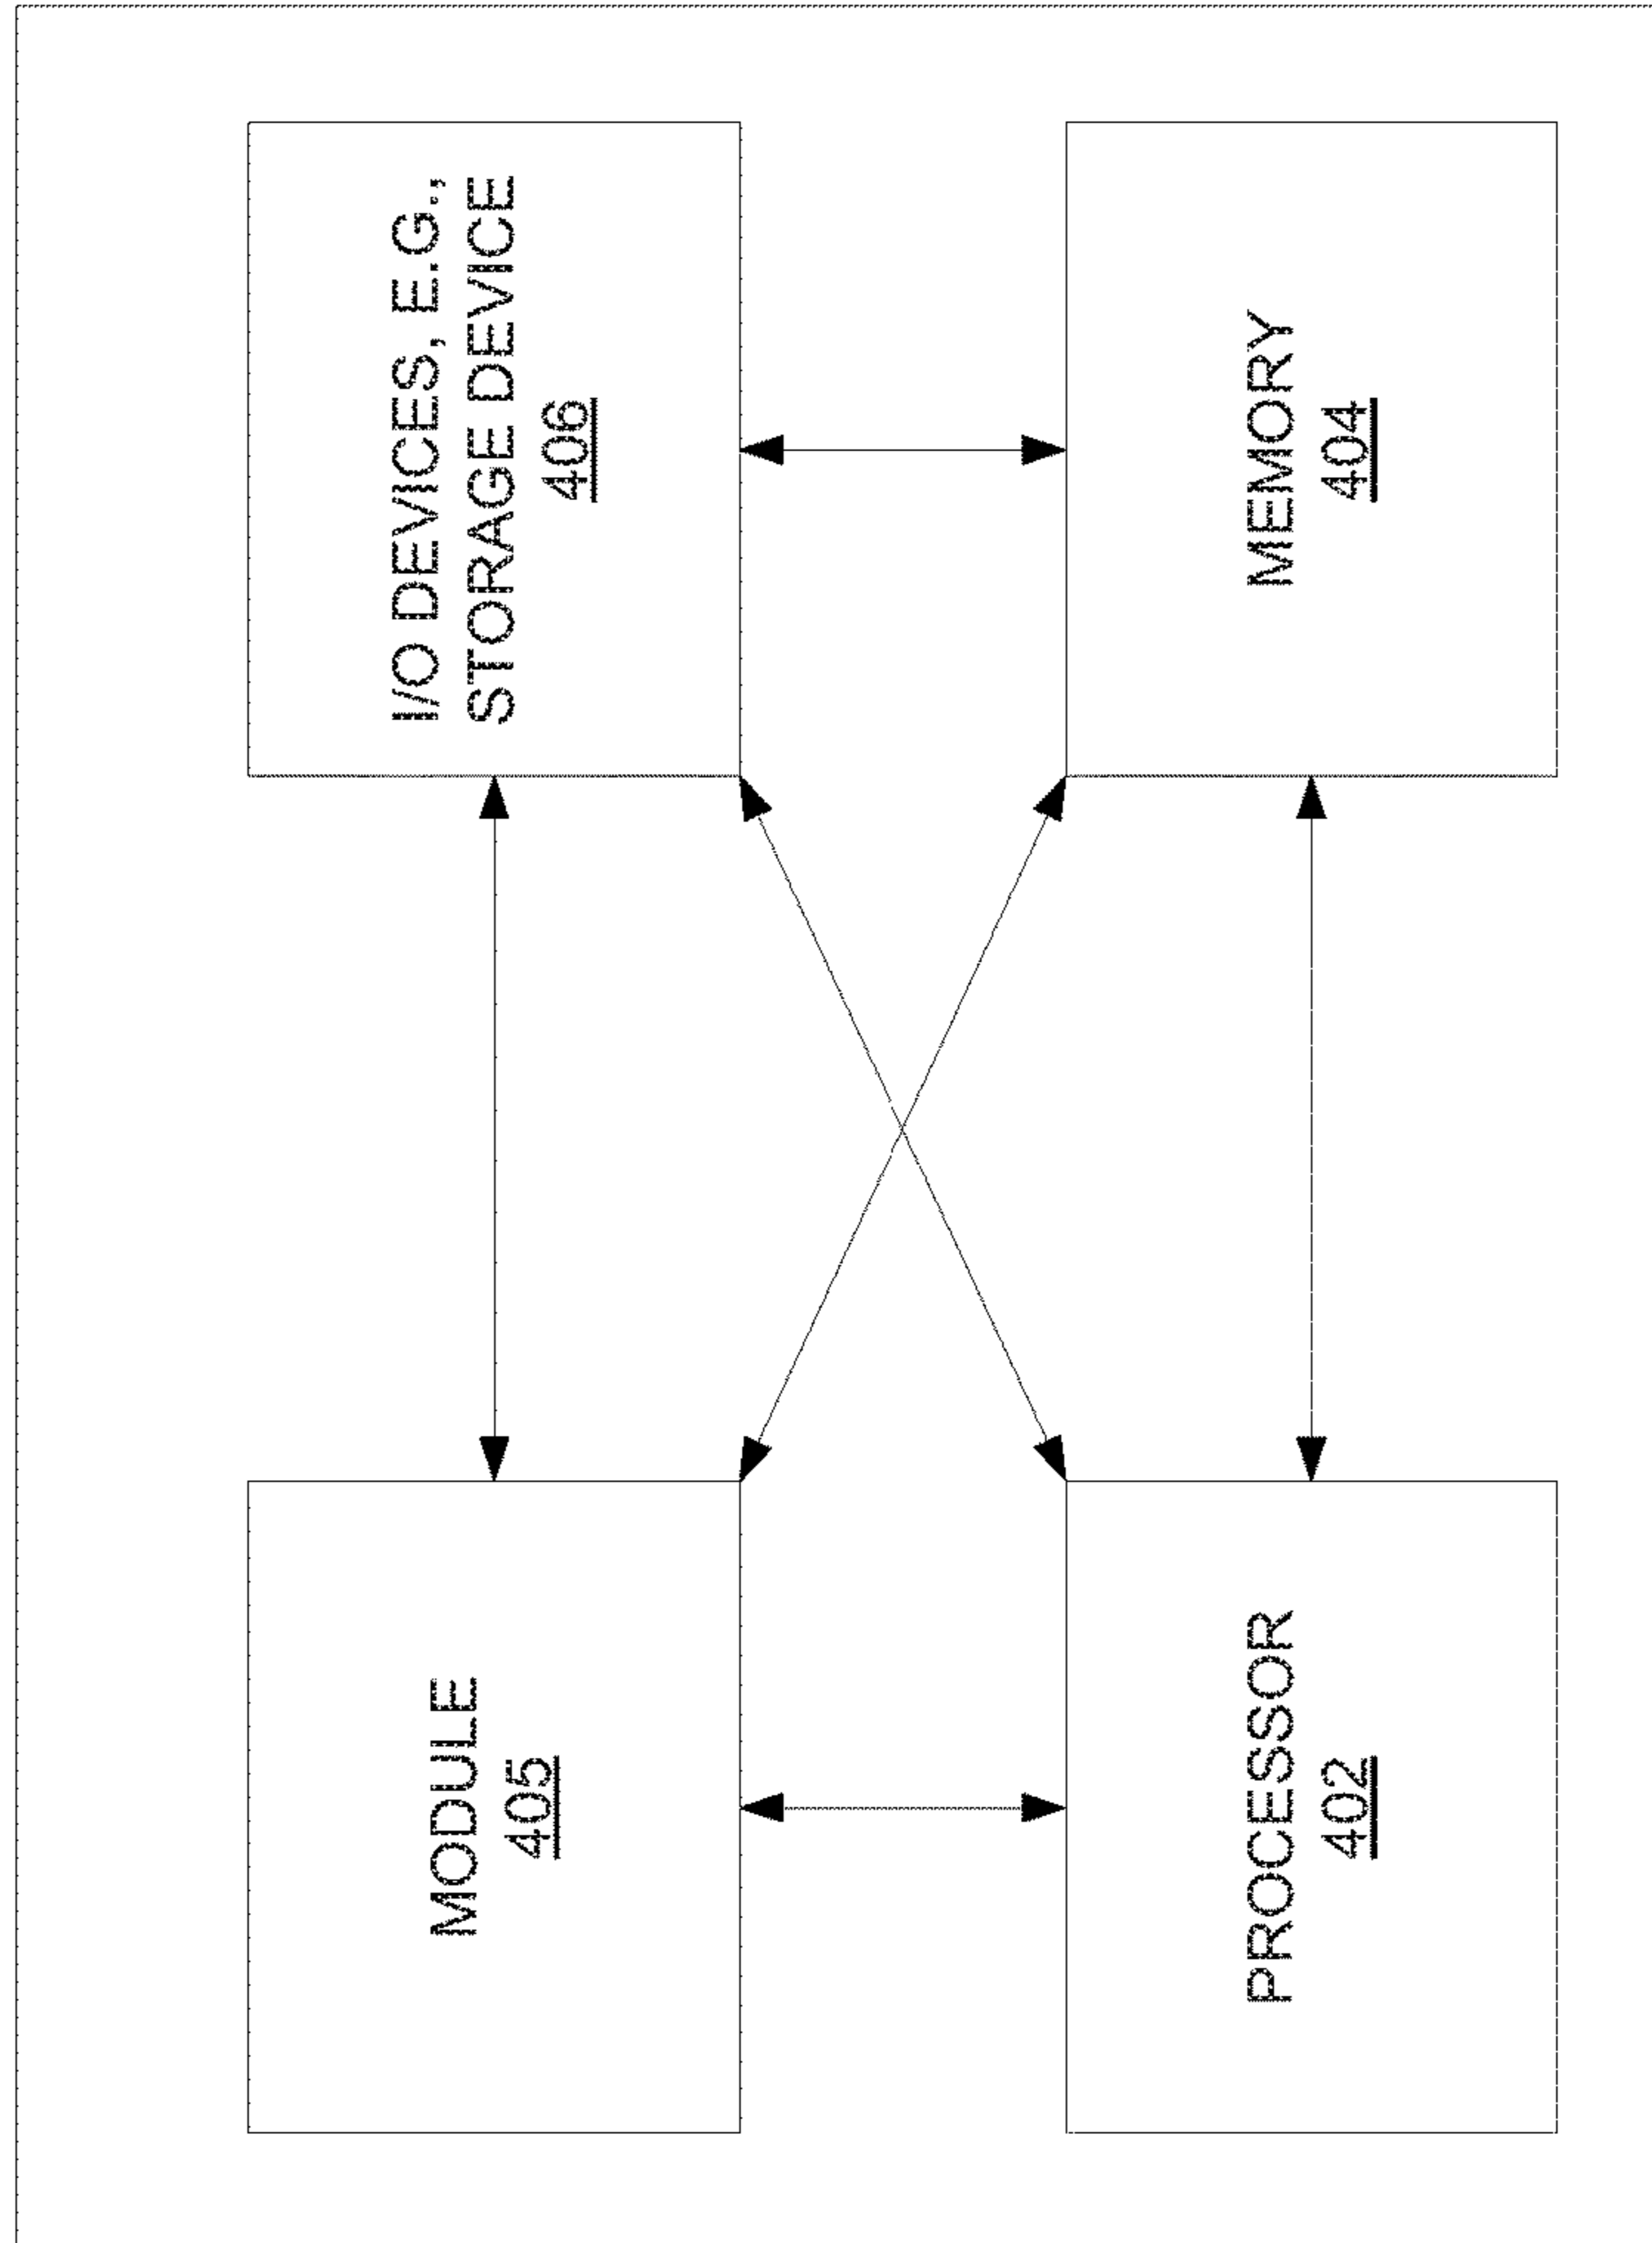 MODULE
405
I/O DEVICES, E.G.,
STORAGE DEVICE
406
PROCESSOR
402
MEMORY
404